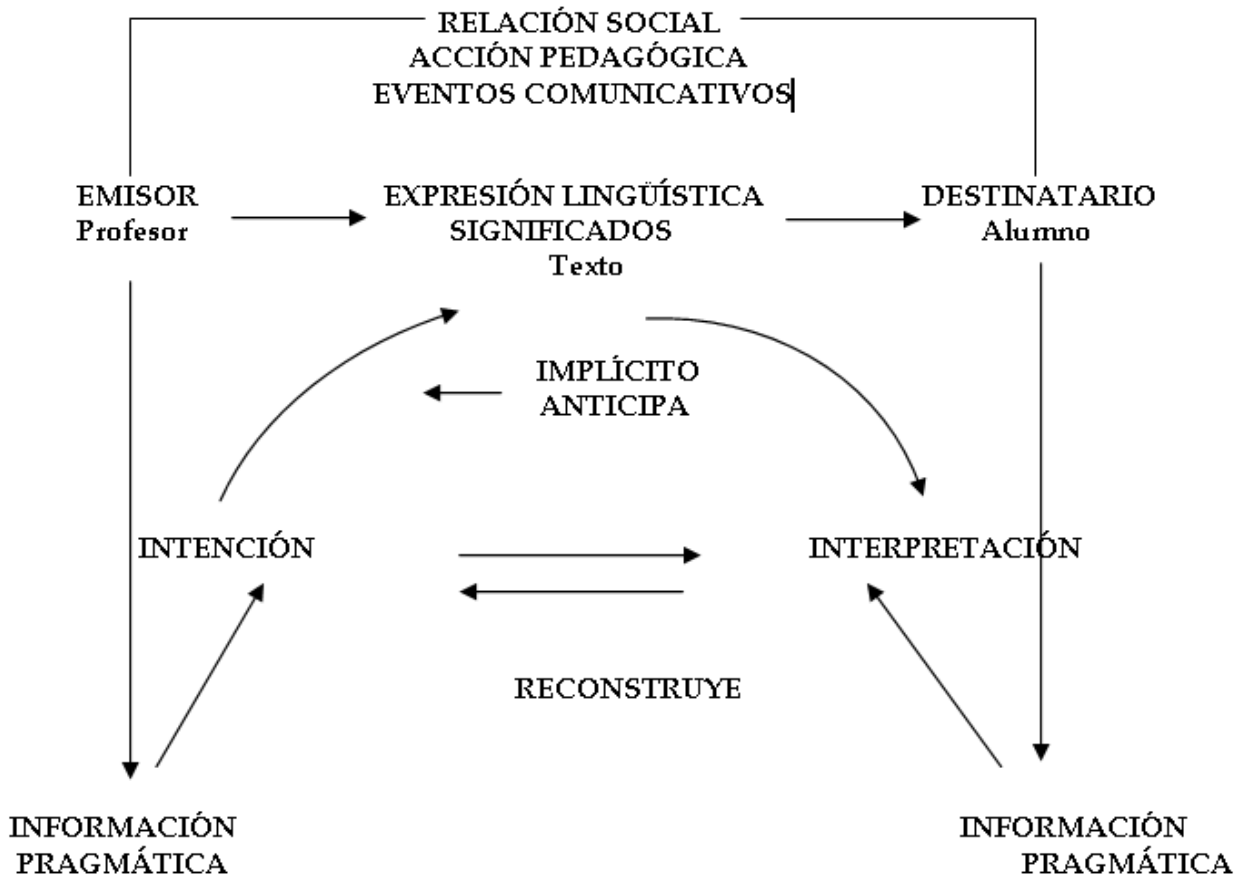 RELACIÓN SOCIAL
ACCIÓN PEDAGÓGICA
EVENTOS COMUNICATIVOS
EMISOR
Profesor
EXPRESIÓN LINGÜÍSTICA
SIGNIFICADOS
Texto
DESTINATARIO
Alumno
IMPLÍCITO
ANTICIPA
INTENCIÓN
INTERPRETACIÓN
RECONSTRUYE
INFORMACIÓN
PRAGMÁTICA
INFORMACIÓN
PRAGMÁTICA